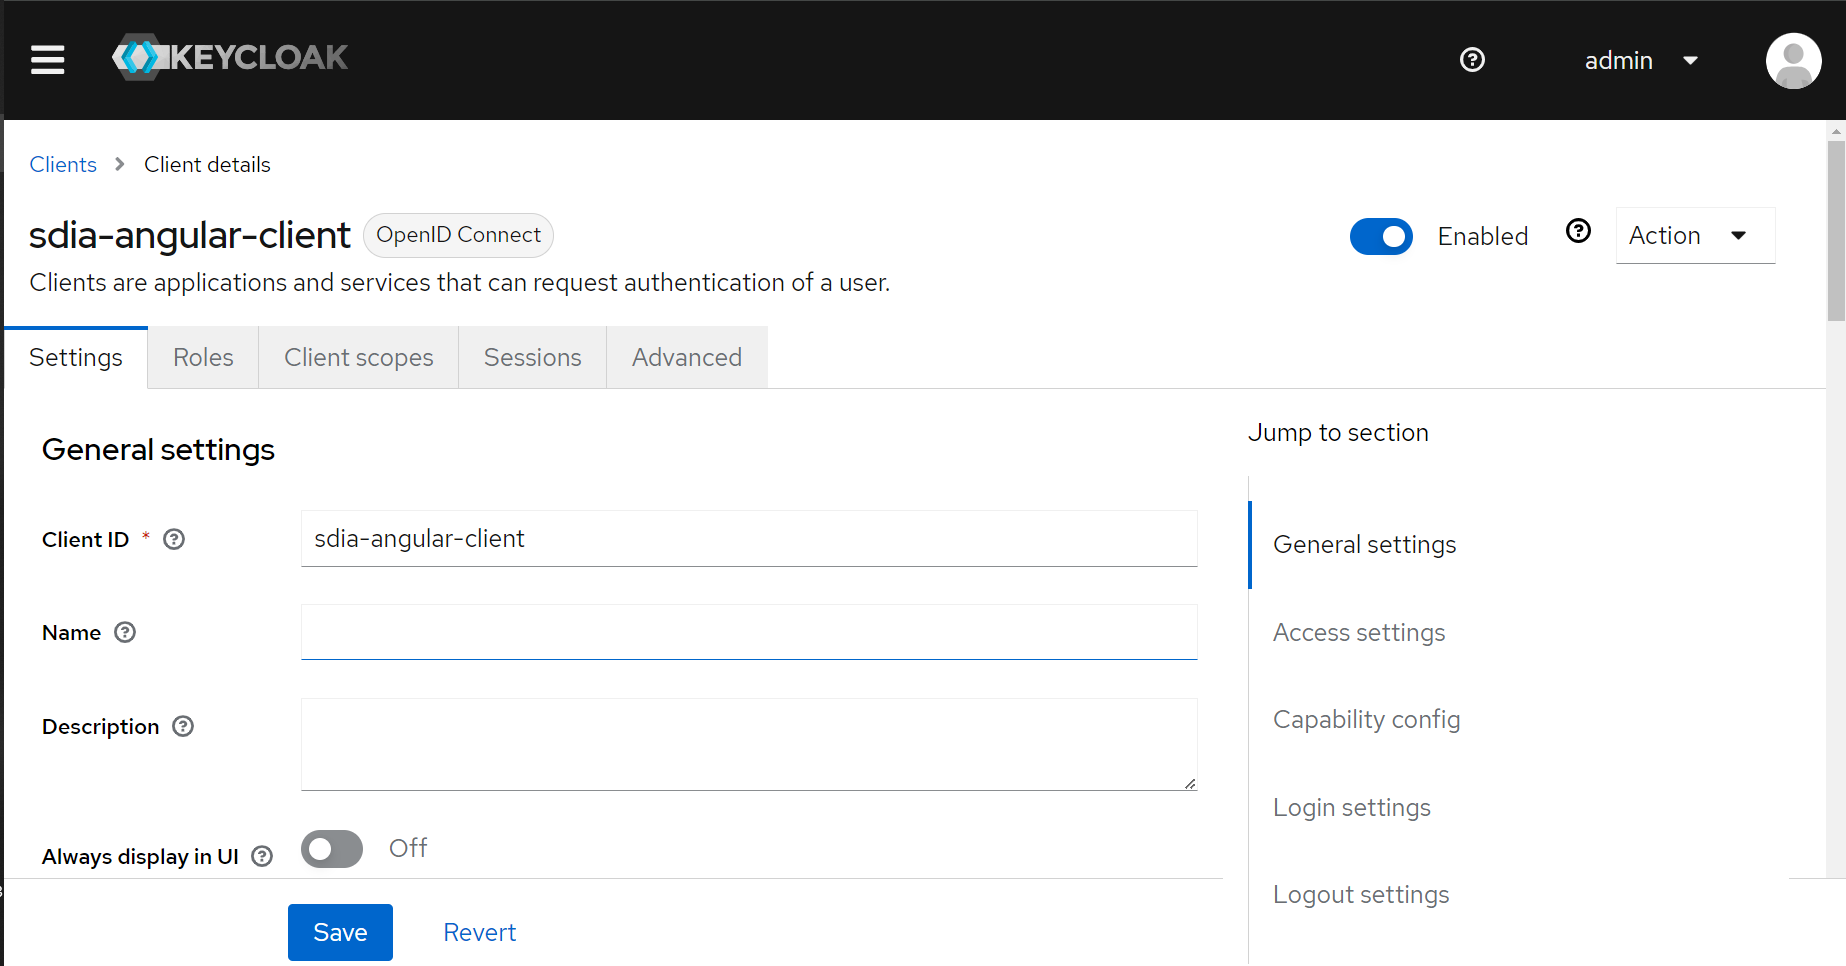 KEYCLOAK
admin
Clients > Client details
sdia-angular-client OpenID Connect
Enabled
Action
Clients are applications and services that can request authentication of a user.
Settings Roles Client scopes Sessions Advanced
General settings
Client ID *
sdia-angular-client
Name
Description
Always display in UI
Off
Save Revert
Jump to section
General settings
Access settings
Capability config
Login settings
Logout settings